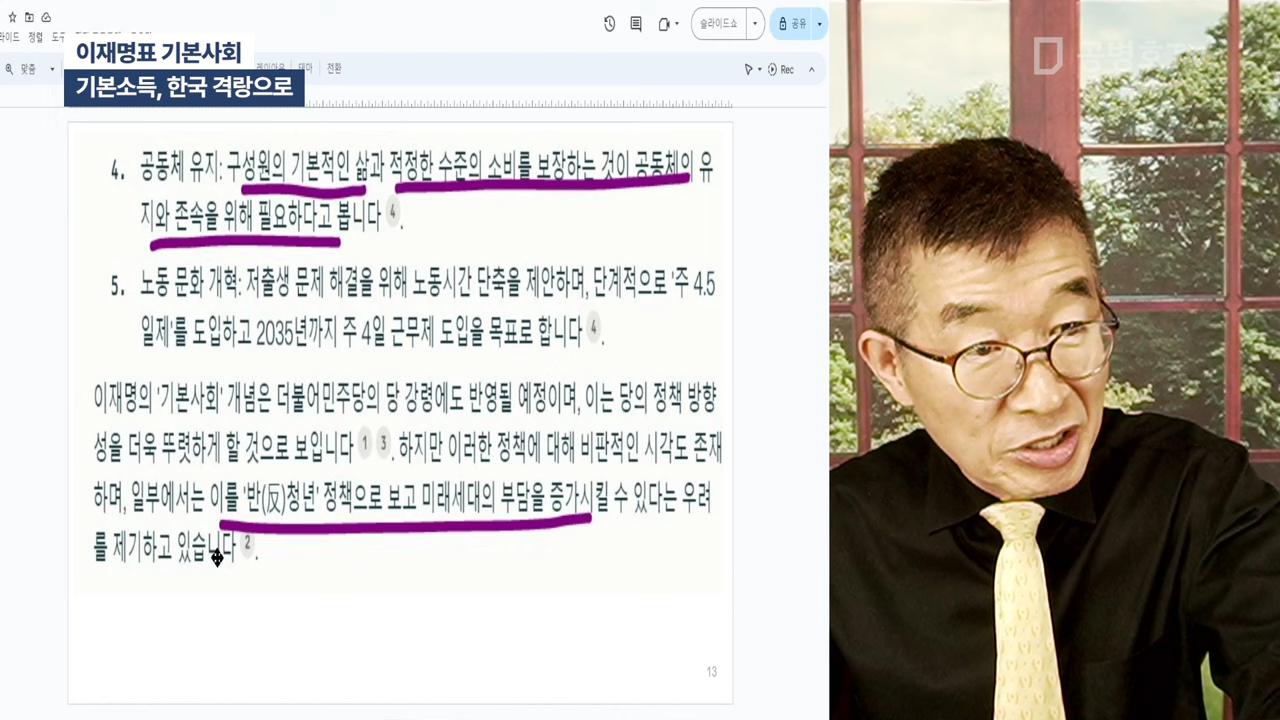 슬라이드쇼
공유
이재명표 기본사회
기본소득, 한국 격랑으로
맞춤
전환
Rec
4. 공동체 유지: 구성원의 기본적인 삶과 적정한 수준의 소비를 보장하는 것이 공동체의 유
지와 존속을 위해 필요하다고 봅니다 4.
5. 노동 문화 개혁: 저출생 문제 해결을 위해 노동시간 단축을 제안하며, 단계적으로 '주 4.5
일제'를 도입하고 2035년까지 주 4일 근무제 도입을 목표로 합니다 4.
이재명의 '기본사회' 개념은 더불어민주당의 당 강령에도 반영될 예정이며, 이는 당의 정책 방향
성을 더욱 뚜렷하게 할 것으로 보입니다 1 3. 하지만 이러한 정책에 대해 비판적인 시각도 존재
하며, 일부에서는 이를 '반(反)청년' 정책으로 보고 미래세대의 부담을 증가시킬 수 있다는 우려
를 제기하고 있습니다 2.
13